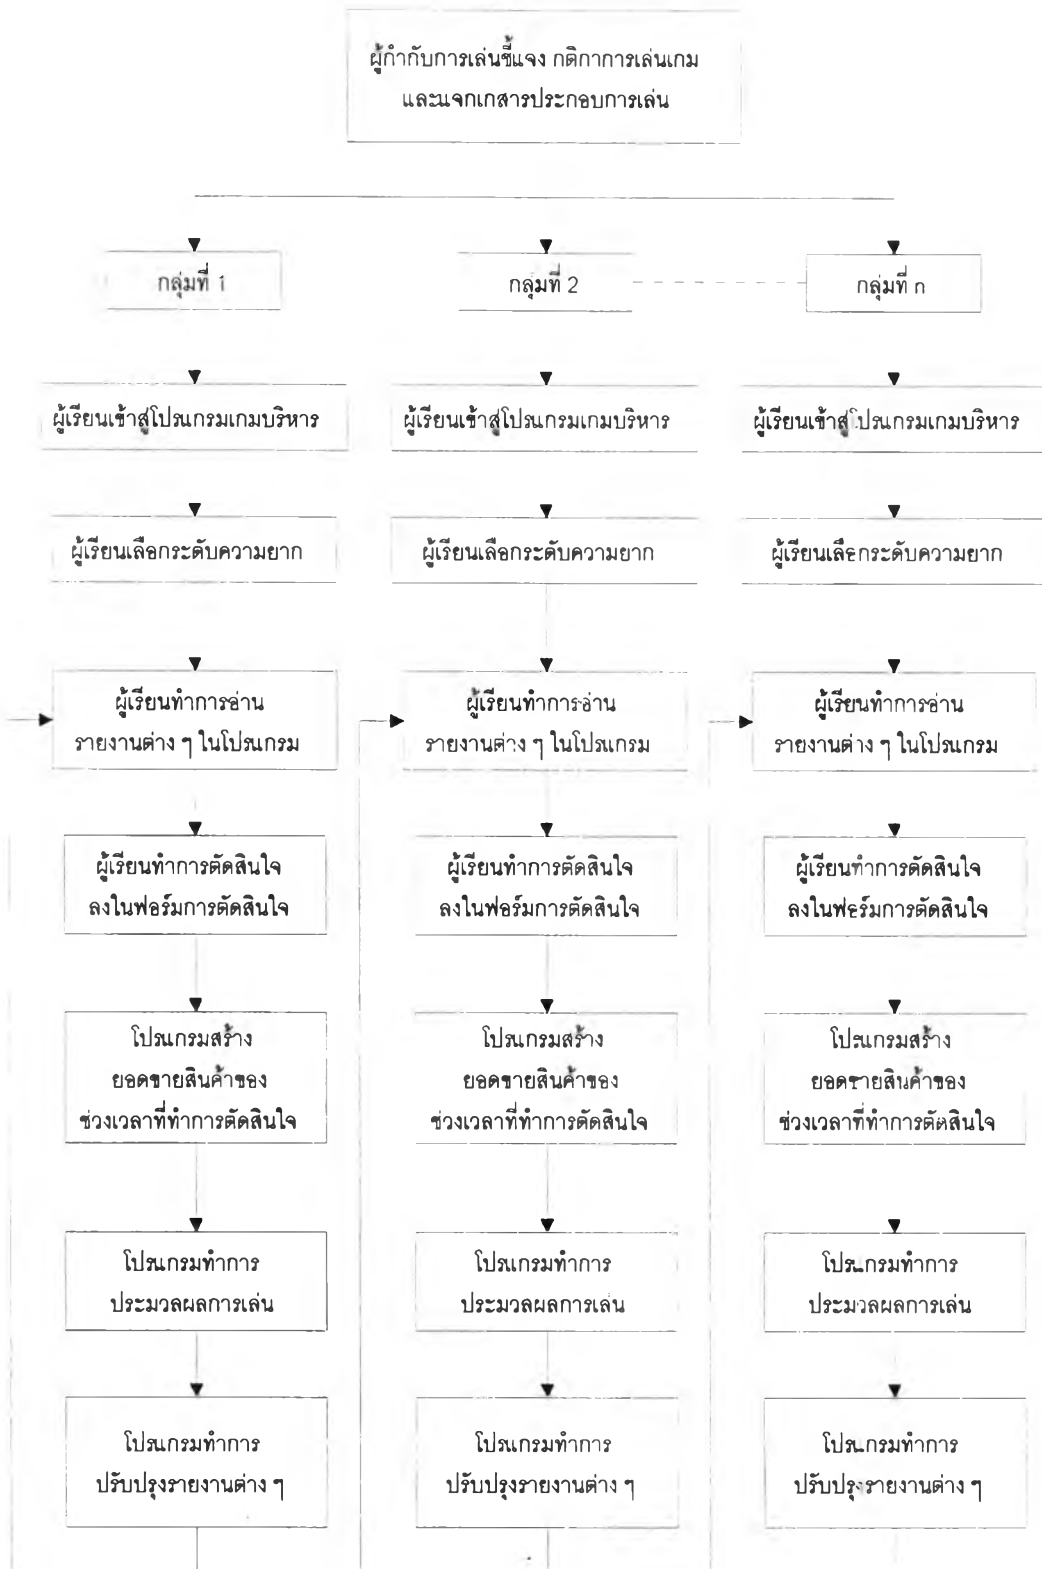 ผู้กำกับการเล่นชี้แจง กติกาการเล่นเกม
และแจกเกสารประกอบการเล่น
กลุ่มที่ 1
กลุ่มที่ 2
กลุ่มที่ n
ผู้เรียนเข้าสู่โปรแกรมเกมบริหาร
ผู้เรียนเข้าสู่โปรแกรมเกมบริหาร
ผู้เรียนเข้าสู่โปรแกรมเกมบริหาร
ผู้เรียนเลือกระดับความยาก
ผู้เรียนเลือกระดับความยาก
ผู้เรียนเลือกระดับความยาก
ผู้เรียนทำการอ่าน
รายงานต่าง ๆ ในโปรแกรม
ผู้เรียนทำการอ่าน
รายงานต่าง ๆ ในโปรแกรม
ผู้เรียนทำการอ่าน
รายงานต่าง ๆ ในโปรแกรม
ผู้เรียนทำการตัดสินใจ
ลงในฟอร์มการตัดสินใจ
ผู้เรียนทำการตัดสินใจ
ลงในฟอร์มการตัดสินใจ
ผู้เรียนทำการตัดสินใจ
ลงในฟอร์มการตัดสินใจ
โปรแกรมสร้าง
ยอดขายสินค้าของ
ช่วงเวลาที่ทำการตัดสินใจ
โปรแกรมสร้าง
ยอดขายสินค้าของ
ช่วงเวลาที่ทำการตัดสินใจ
โปรแกรมสร้าง
ยอดขายสินค้าของ
ช่วงเวลาที่ทำการตัดสินใจ
โปรแกรมทำการ
ประมวลผลการเล่น
โปรแกรมทำการ
ประมวลผลการเล่น
โปรแกรมทำการ
ประมวลผลการเล่น
โปรแกรมทำการ
ปรับปรุงรายงานต่าง ๆ
โปรแกรมทำการ
ปรับปรุงรายงานต่าง ๆ
โปรแกรมทำการ
ปรับปรุงรายงานต่าง ๆ